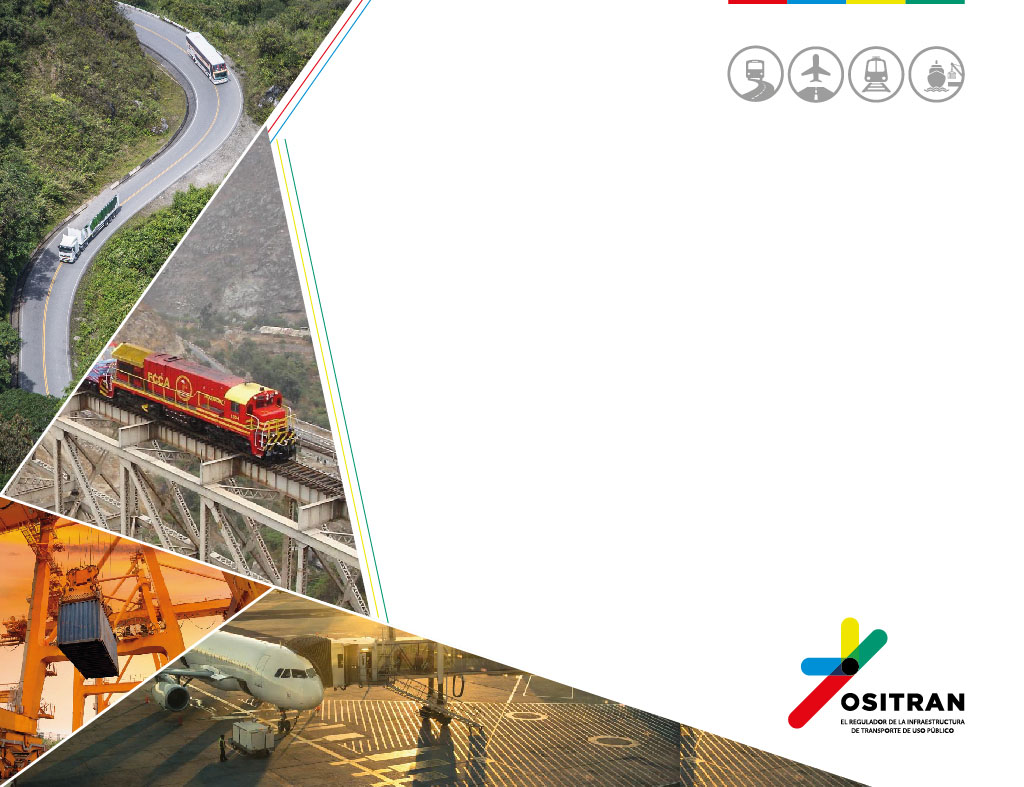 FCCA
OSITRAN
EL REGULADOR DE LA INFRAESTRUCTURA
DE TRANSPORTE DE USO PÚBLICO